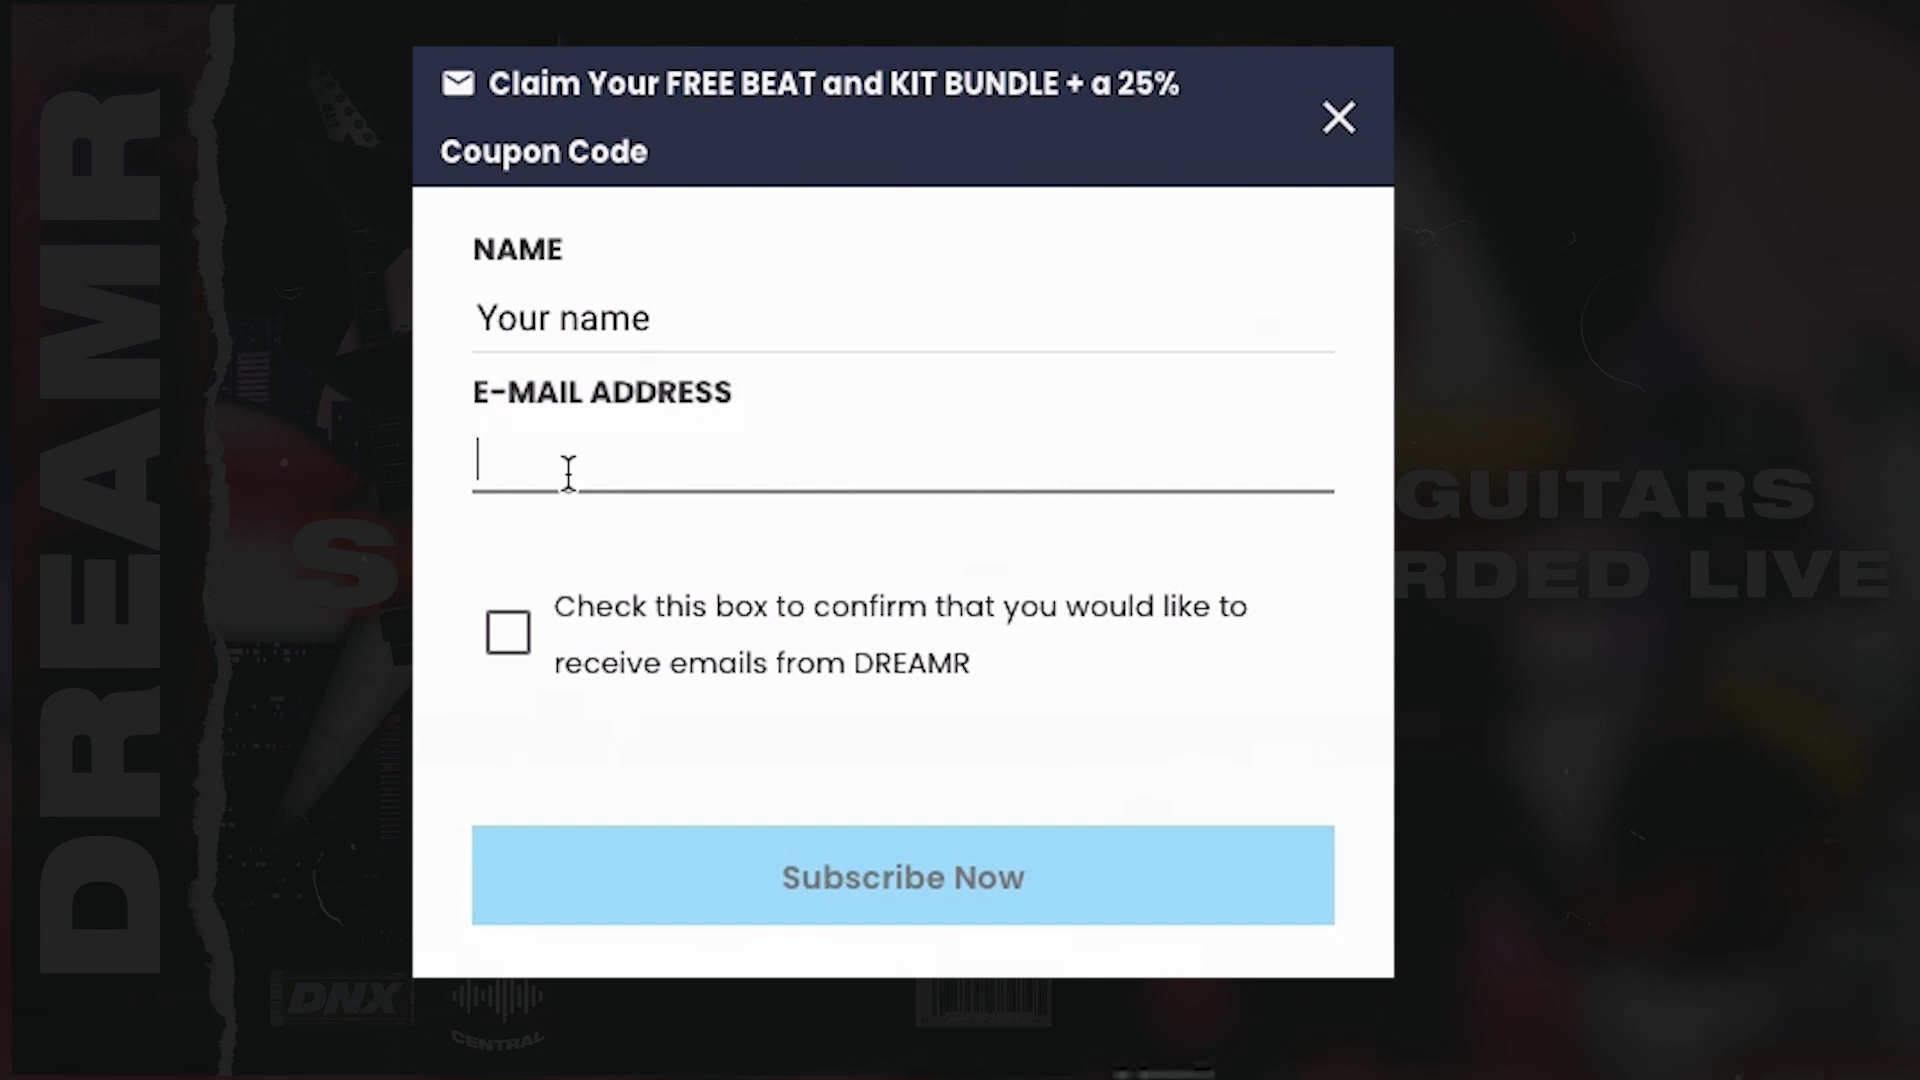 Claim Your FREE BEAT and KIT BUNDLE + a 25%
Coupon Code
NAME
Your name
E-MAIL ADDRESS
Check this box to confirm that you would like to
receive emails from DREAMR
Subscribe Now
DREAMR
S
GUITARS
RDED LIVE
DNX
CENTRAL